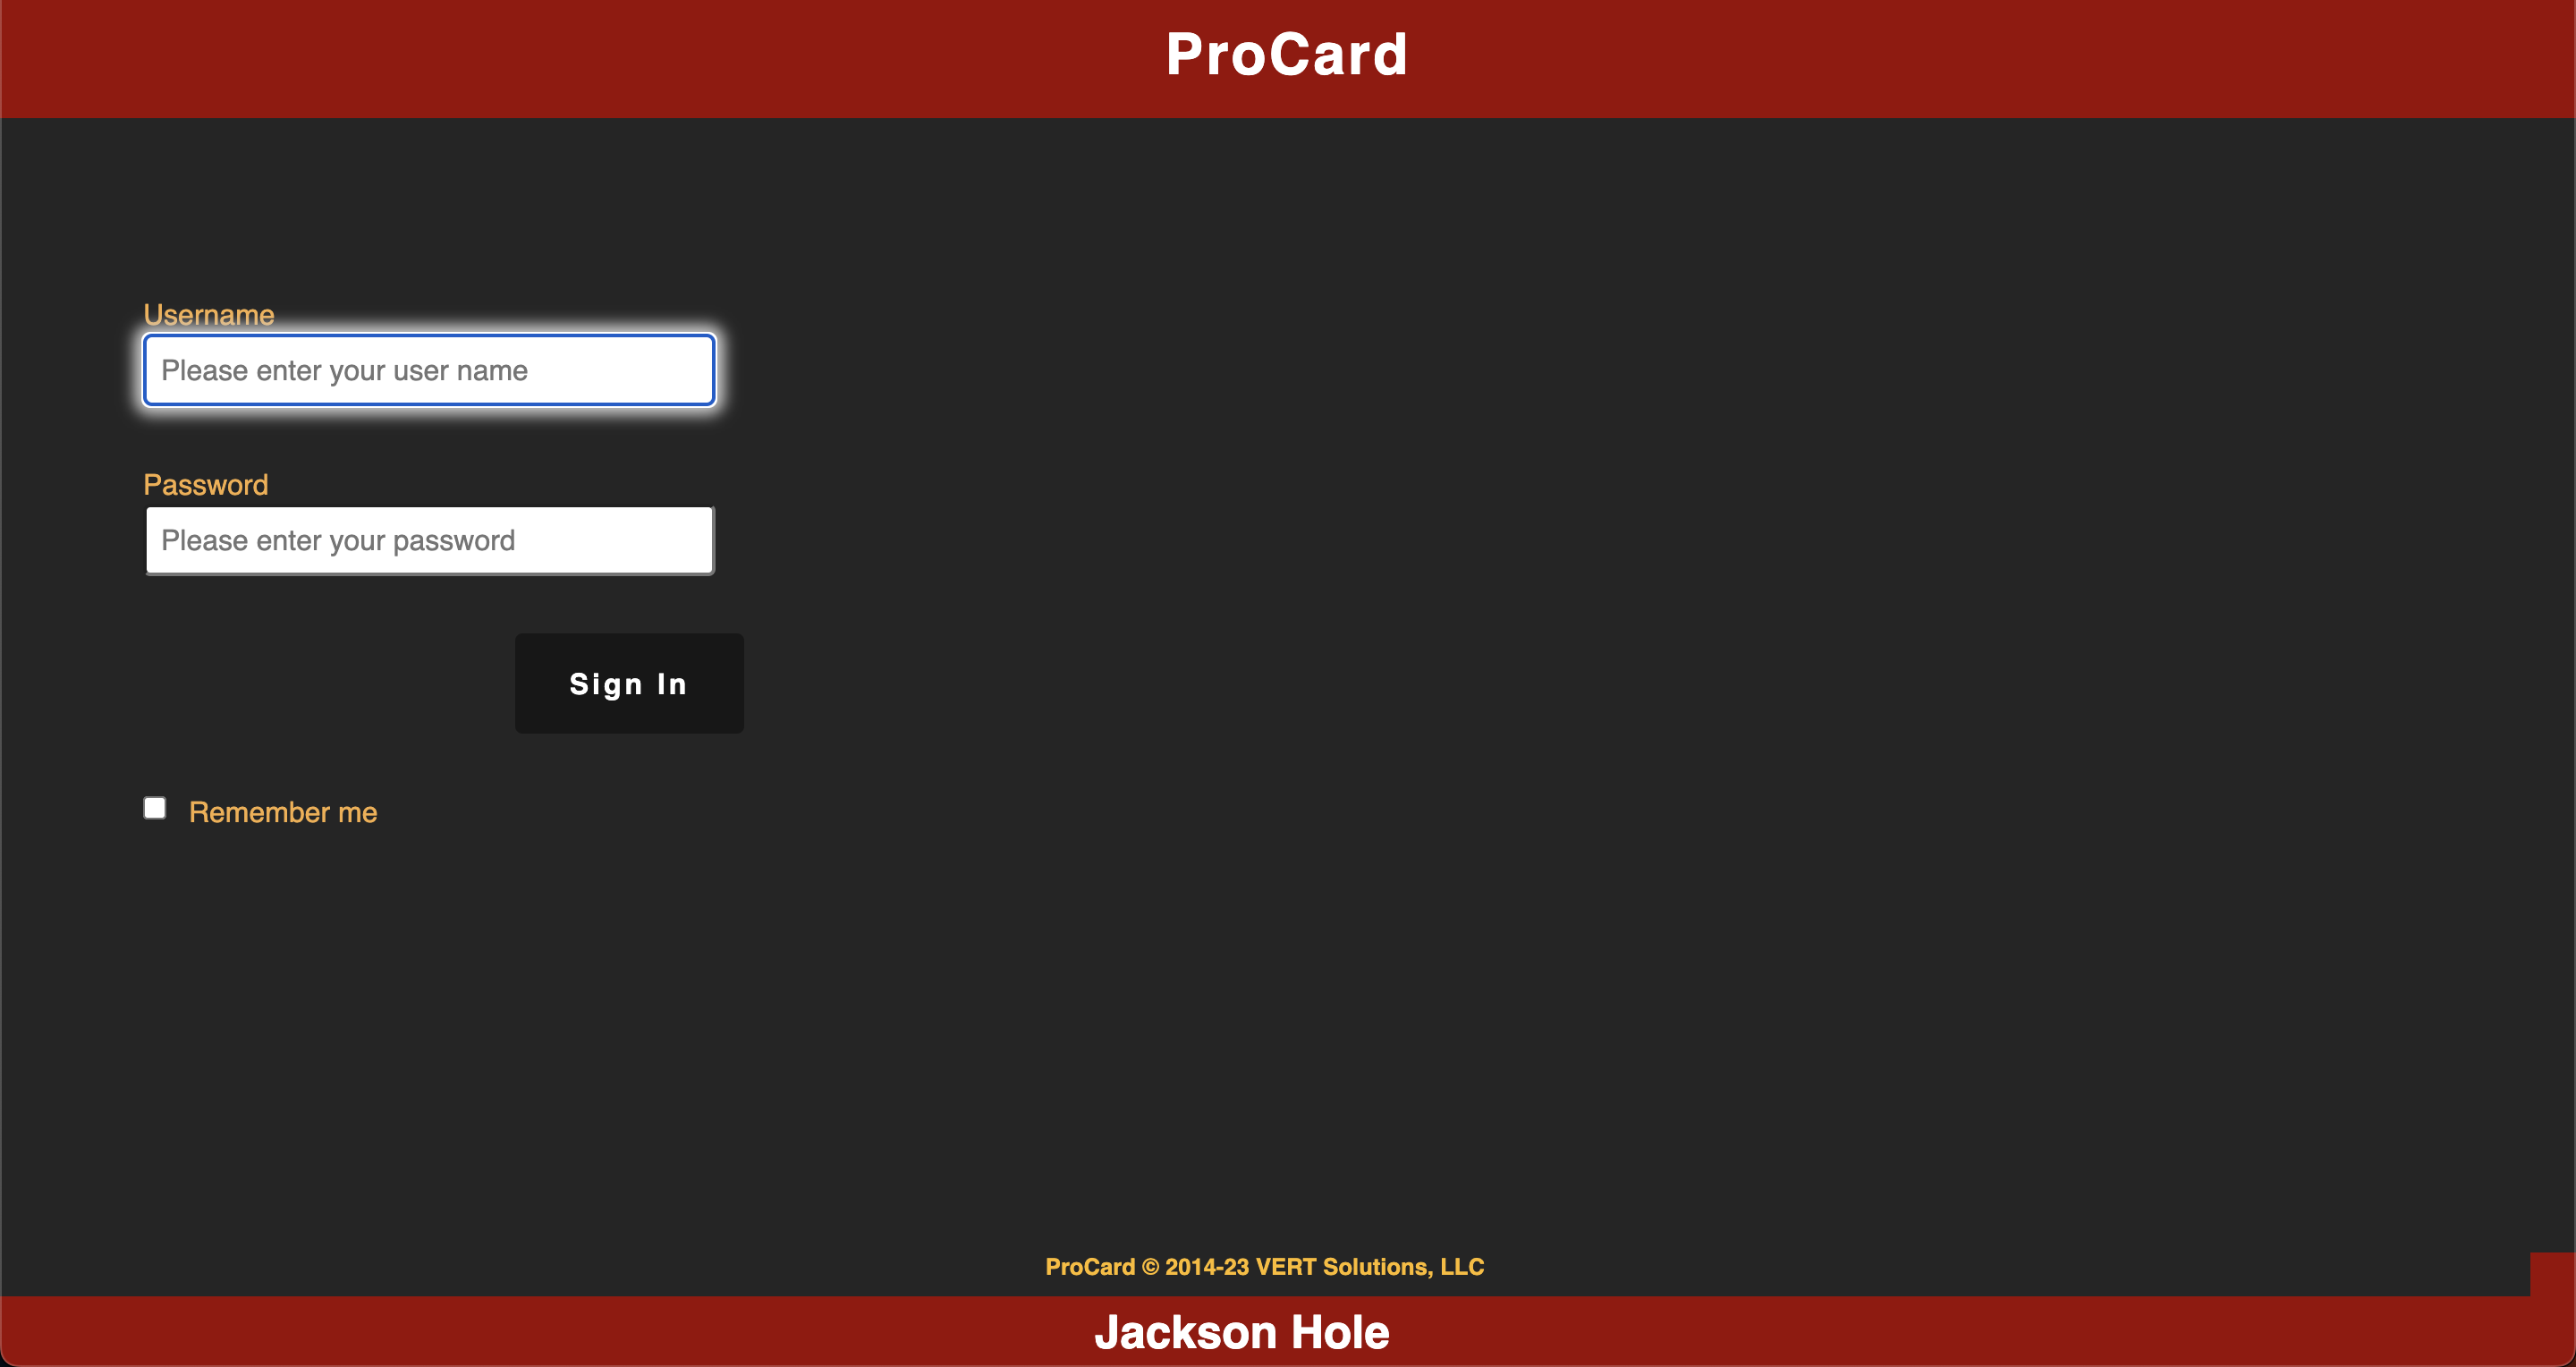 ProCard
Username
Please enter your user name
Password
Please enter your password
Sign In
Remember me
ProCard © 2014-23 VERT Solutions, LLC
Jackson Hole